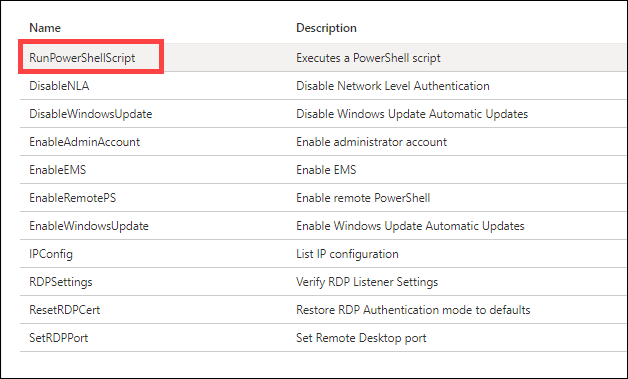 Name Description
RunPowerShellScript Executes a PowerShell script
DisableNLA Disable Network Level Authentication
DisableWindowsUpdate Disable Windows Update Automatic Updates
EnableAdminAccount Enable administrator account
EnableEMS Enable EMS
EnableRemotePS Enable remote PowerShell
EnableWindowsUpdate Enable Windows Update Automatic Updates
IPConfig List IP configuration
RDPSettings Verify RDP Listener Settings
ResetRDPCert Restore RDP Authentication mode to defaults
SetRDPPort Set Remote Desktop port